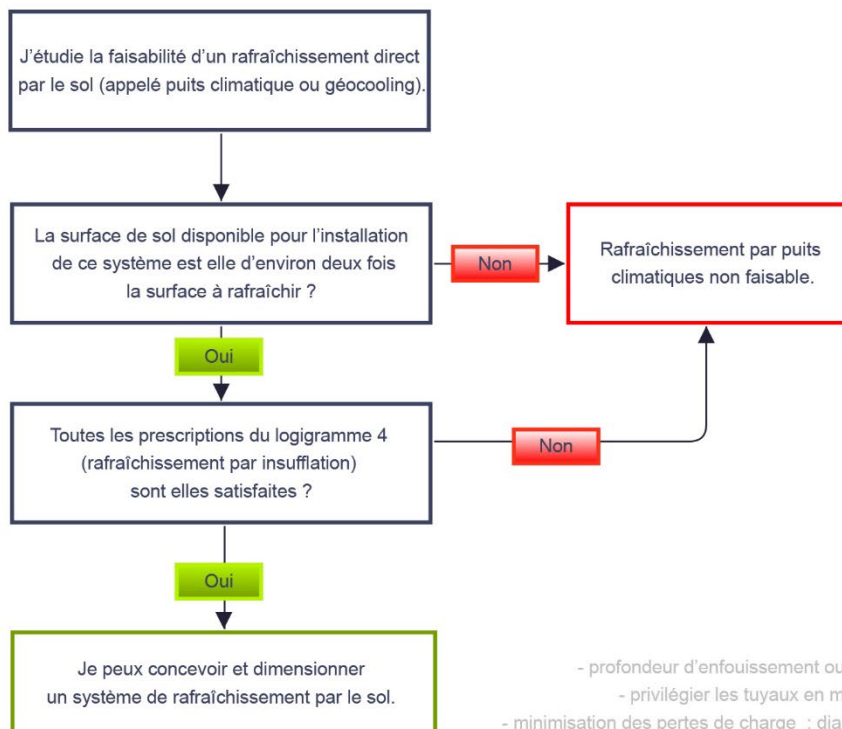 J'étudie la faisabilité d'un rafraîchissement direct
par le sol (appelé puits climatique ou géocooling).
La surface de sol disponible pour l'installation
de ce système est elle d'environ deux fois
la surface à rafraîchir ?
Non
Rafraîchissement par puits
climatiques non faisable.
Oui
Toutes les prescriptions du logigramme 4
(rafraîchissement par insufflation)
sont elles satisfaites ?
Non
Oui
Je peux concevoir et dimensionner
un système de rafraîchissement par le sol.
- profondeur d'enfouissement ou
- privilégier les tuyaux en m
- minimisation des pertes de charge : dia